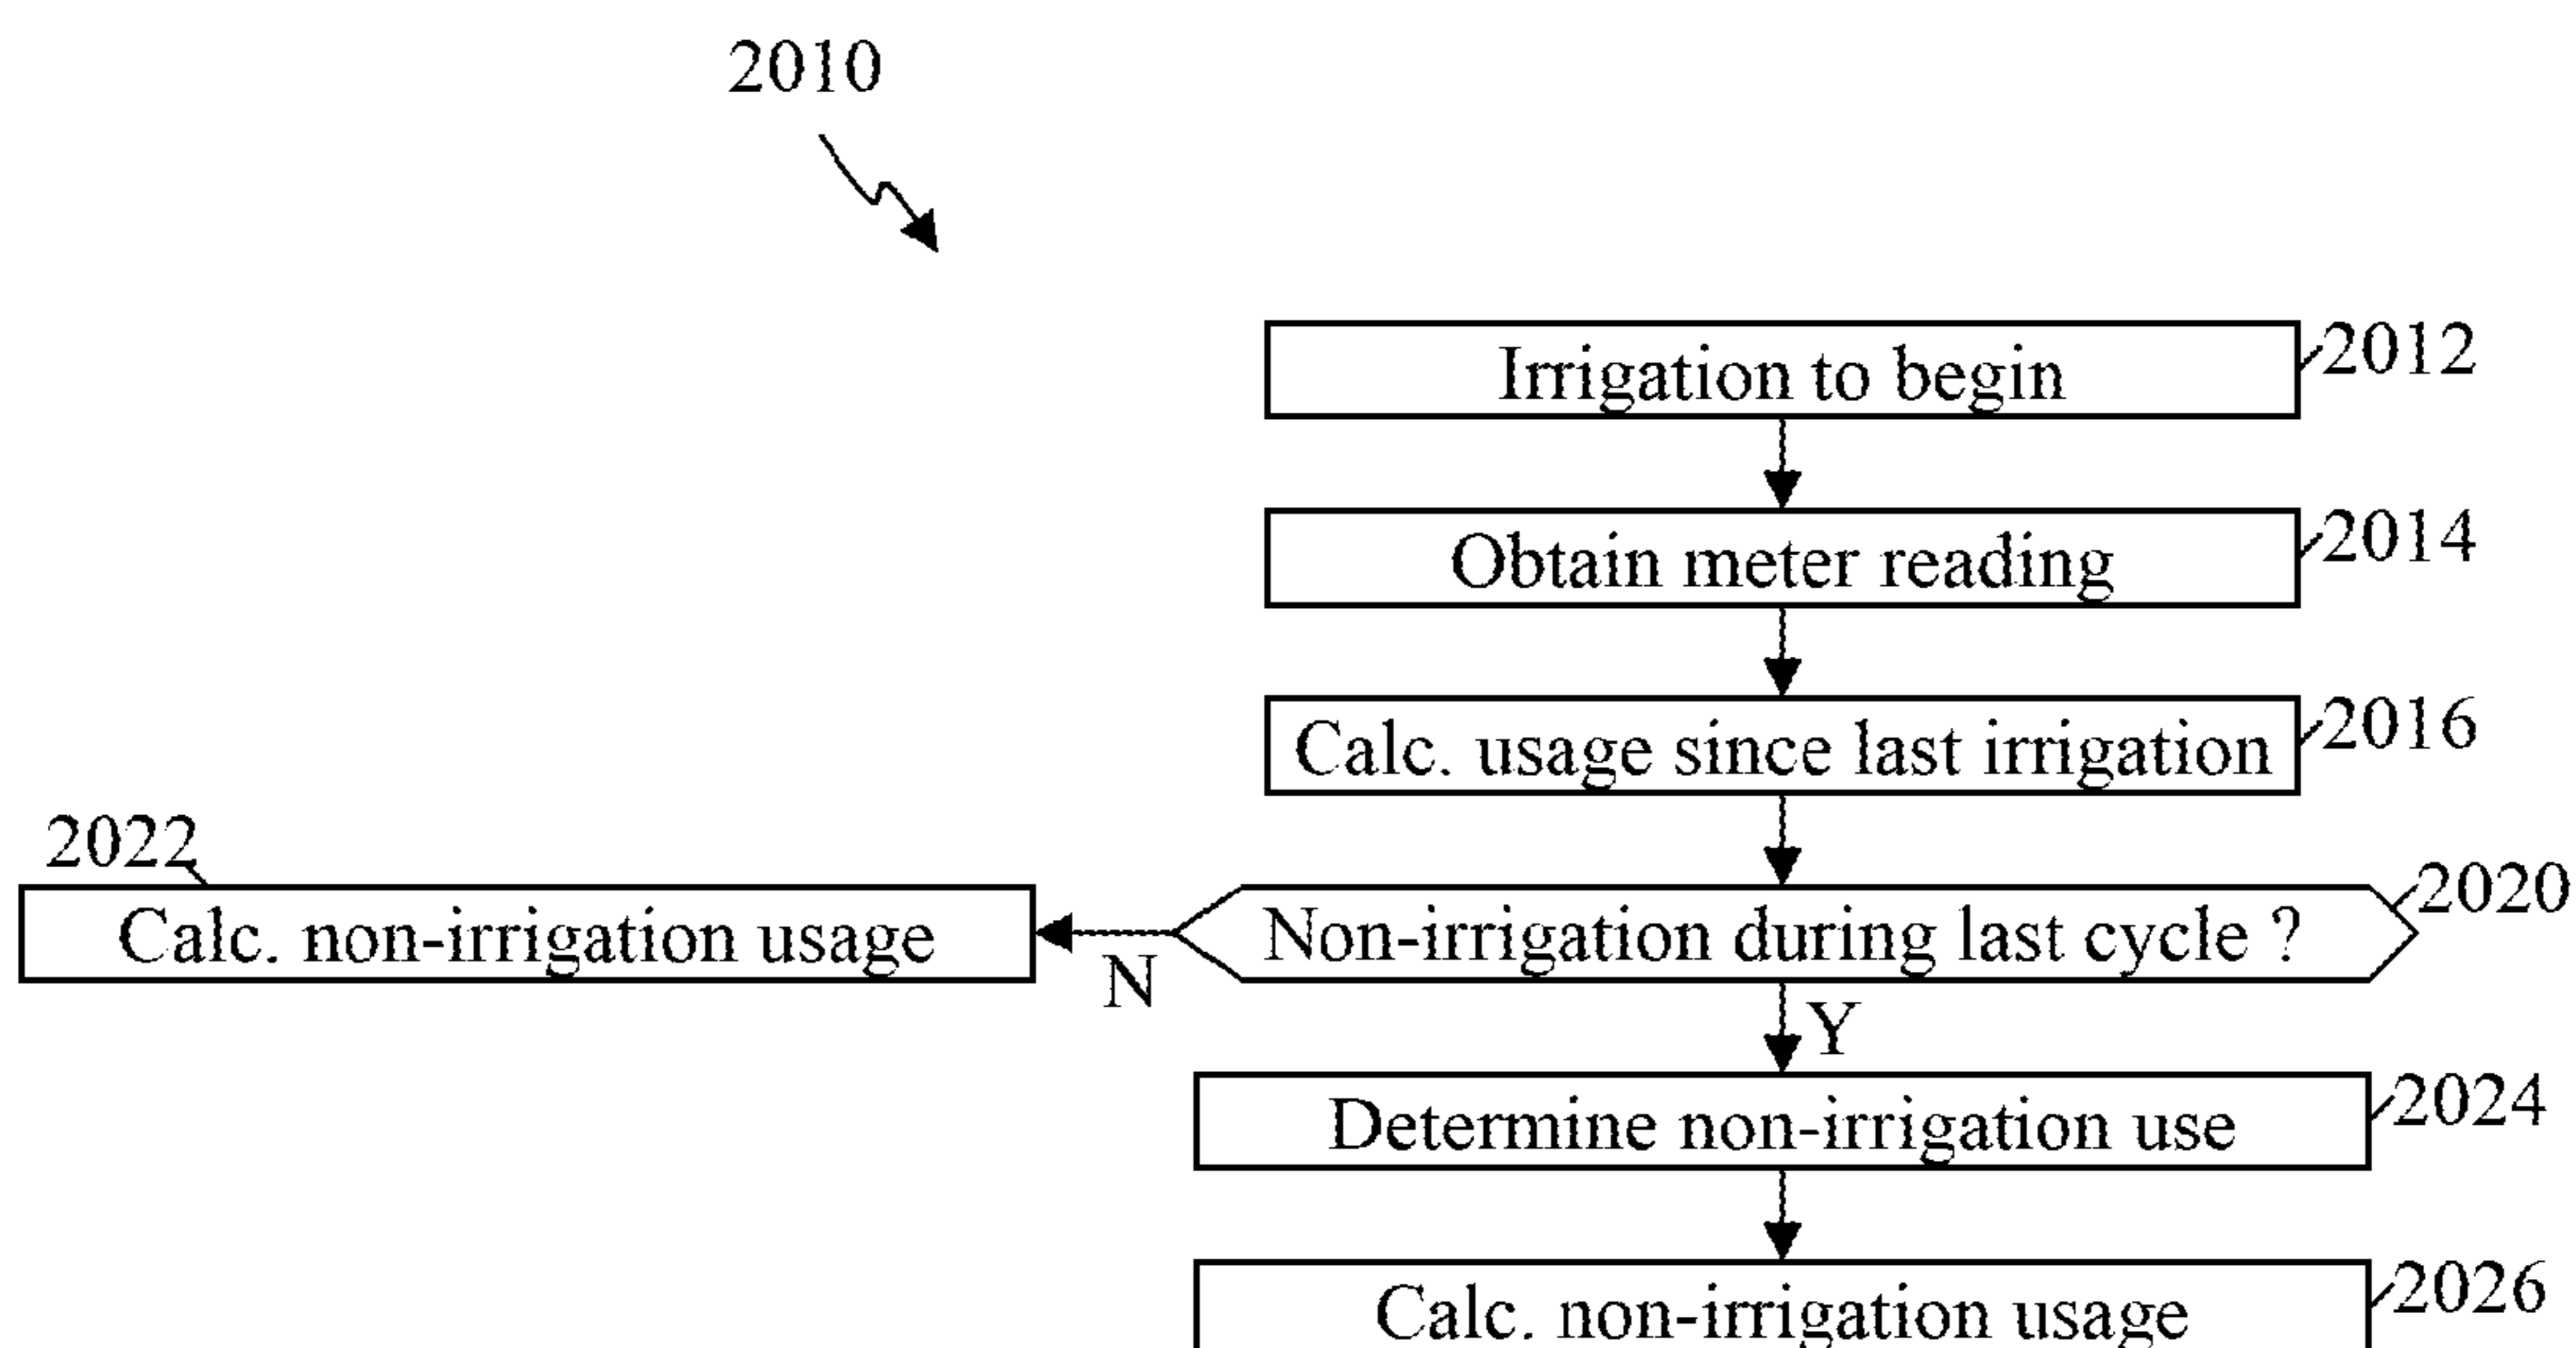 2010
Irrigation to begin
2012
Obtain meter reading
2014
Calc. usage since last irrigation
2016
2022
Calc. non-irrigation usage
N
Non-irrigation during last cycle ?
2020
Y
Determine non-irrigation use
2024
Calc. non-irrigation usage
2026